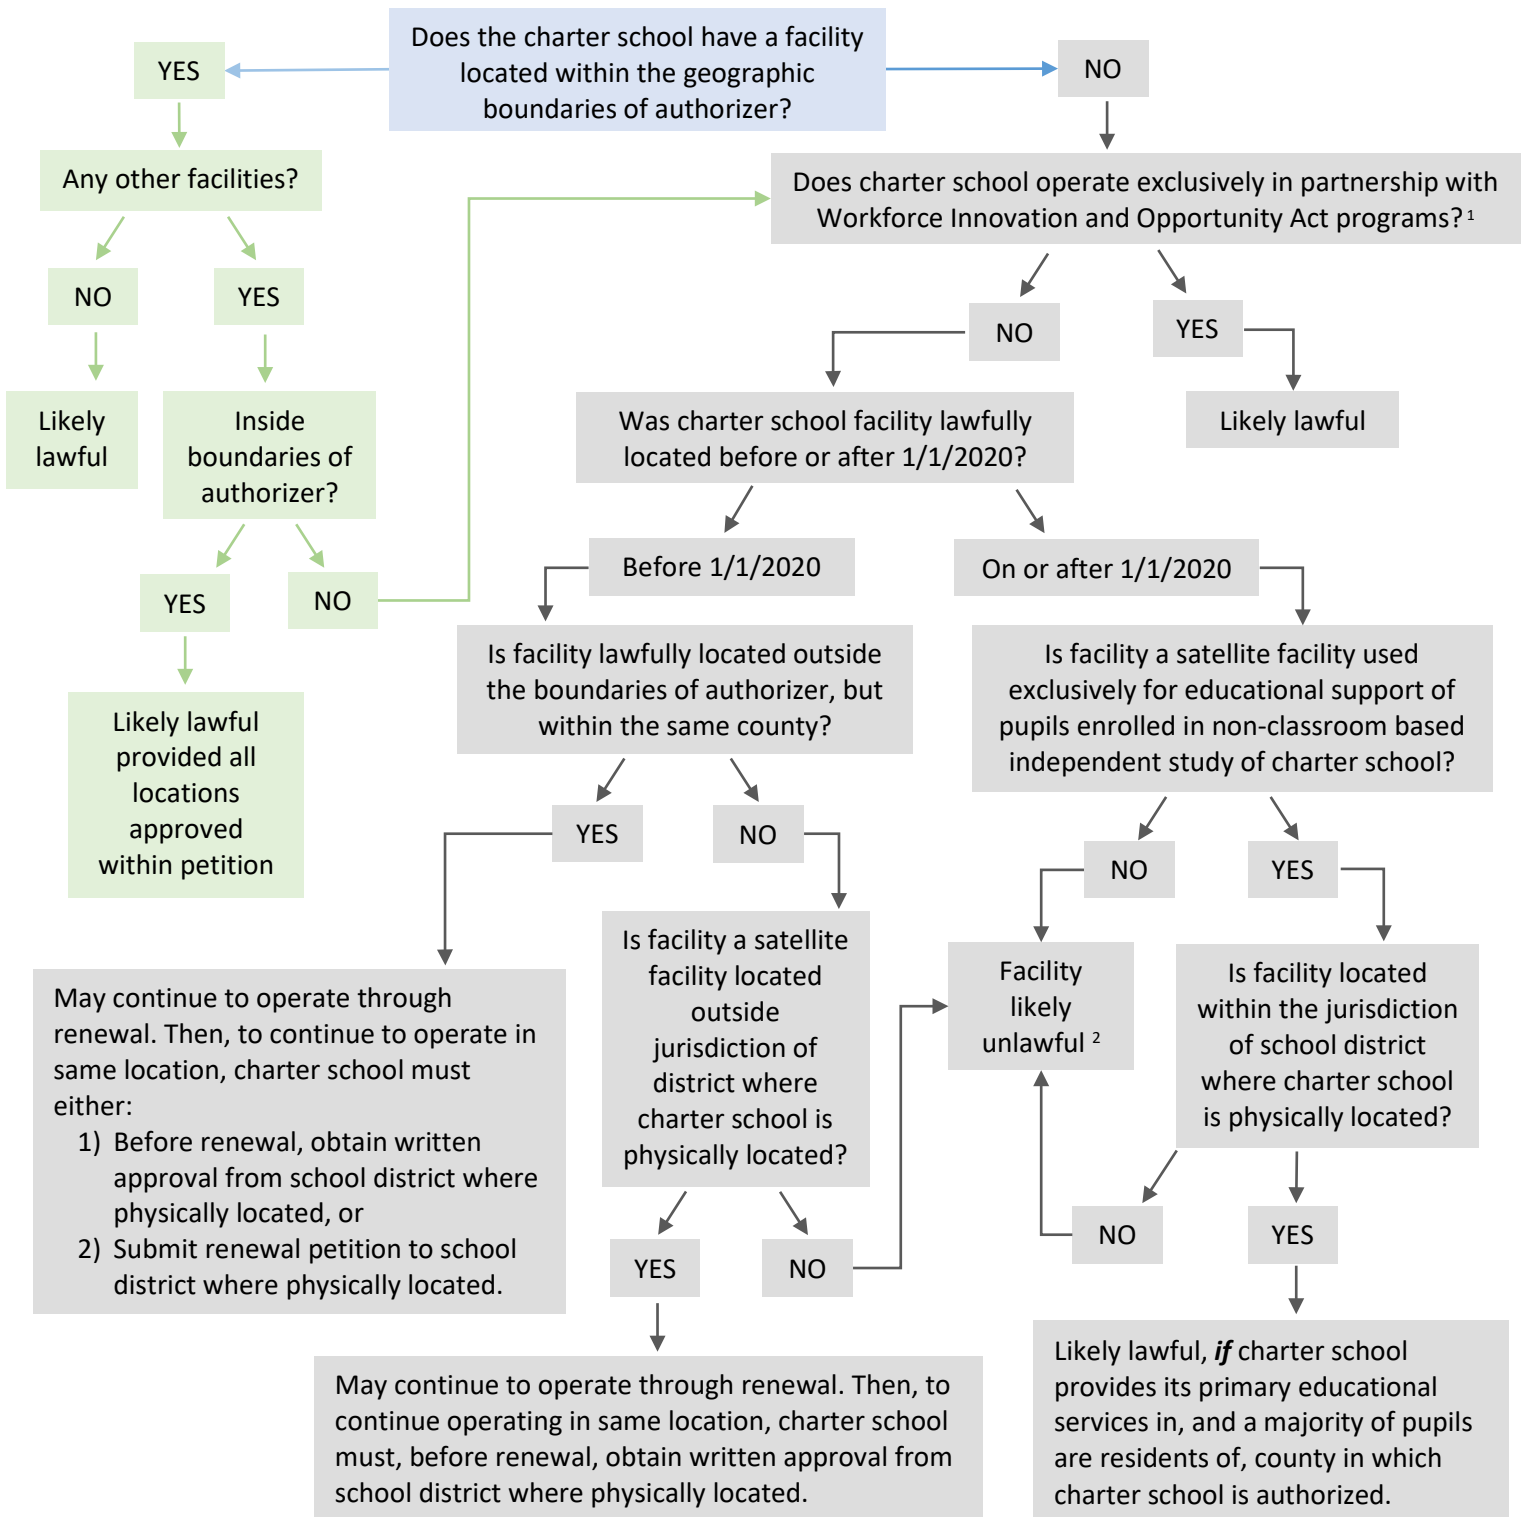 Does the charter school have a facility
located within the geographic
boundaries of authorizer?
YES
NO
Any other facilities?
Does charter school operate exclusively in partnership with
Workforce Innovation and Opportunity Act programs? 1
NO
YES
NO
YES
Likely
lawful
Inside
boundaries of
authorizer?
Was charter school facility lawfully
located before or after 1/1/2020?
Likely lawful
YES
NO
Before 1/1/2020
On or after 1/1/2020
Likely lawful
provided all
locations
approved
within petition
Is facility lawfully located outside
the boundaries of authorizer, but
within the same county?
Is facility a satellite facility used
exclusively for educational support of
pupils enrolled in non-classroom based
independent study of charter school?
YES
NO
NO
YES
May continue to operate through
renewal. Then, to continue to operate in
same location, charter school must
either:
1) Before renewal, obtain written
approval from school district where
physically located, or
2) Submit renewal petition to school
district where physically located.
Is facility a satellite
facility located
outside
jurisdiction of
district where
charter school is
physically located?
Facility
likely
unlawful 2
Is facility located
within the jurisdiction
of school district
where charter school
is physically located?
YES
NO
NO
YES
May continue to operate through renewal. Then, to
continue operating in same location, charter school
must, before renewal, obtain written approval from
school district where physically located.
Likely lawful, if charter school
provides its primary educational
services in, and a majority of pupils
are residents of, county in which
charter school is authorized.